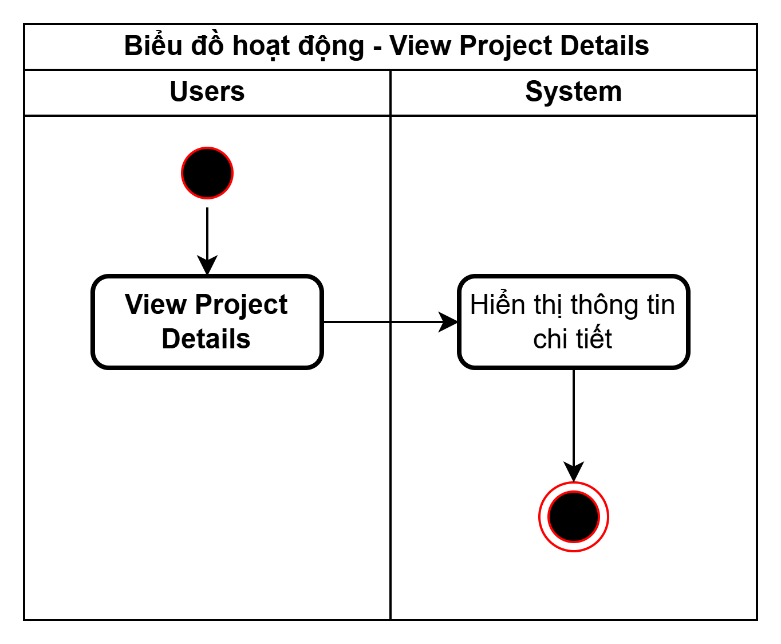 Biểu đồ hoạt động - View Project Details
Users
System
View Project
Details
Hiển thị thông tin
chi tiết